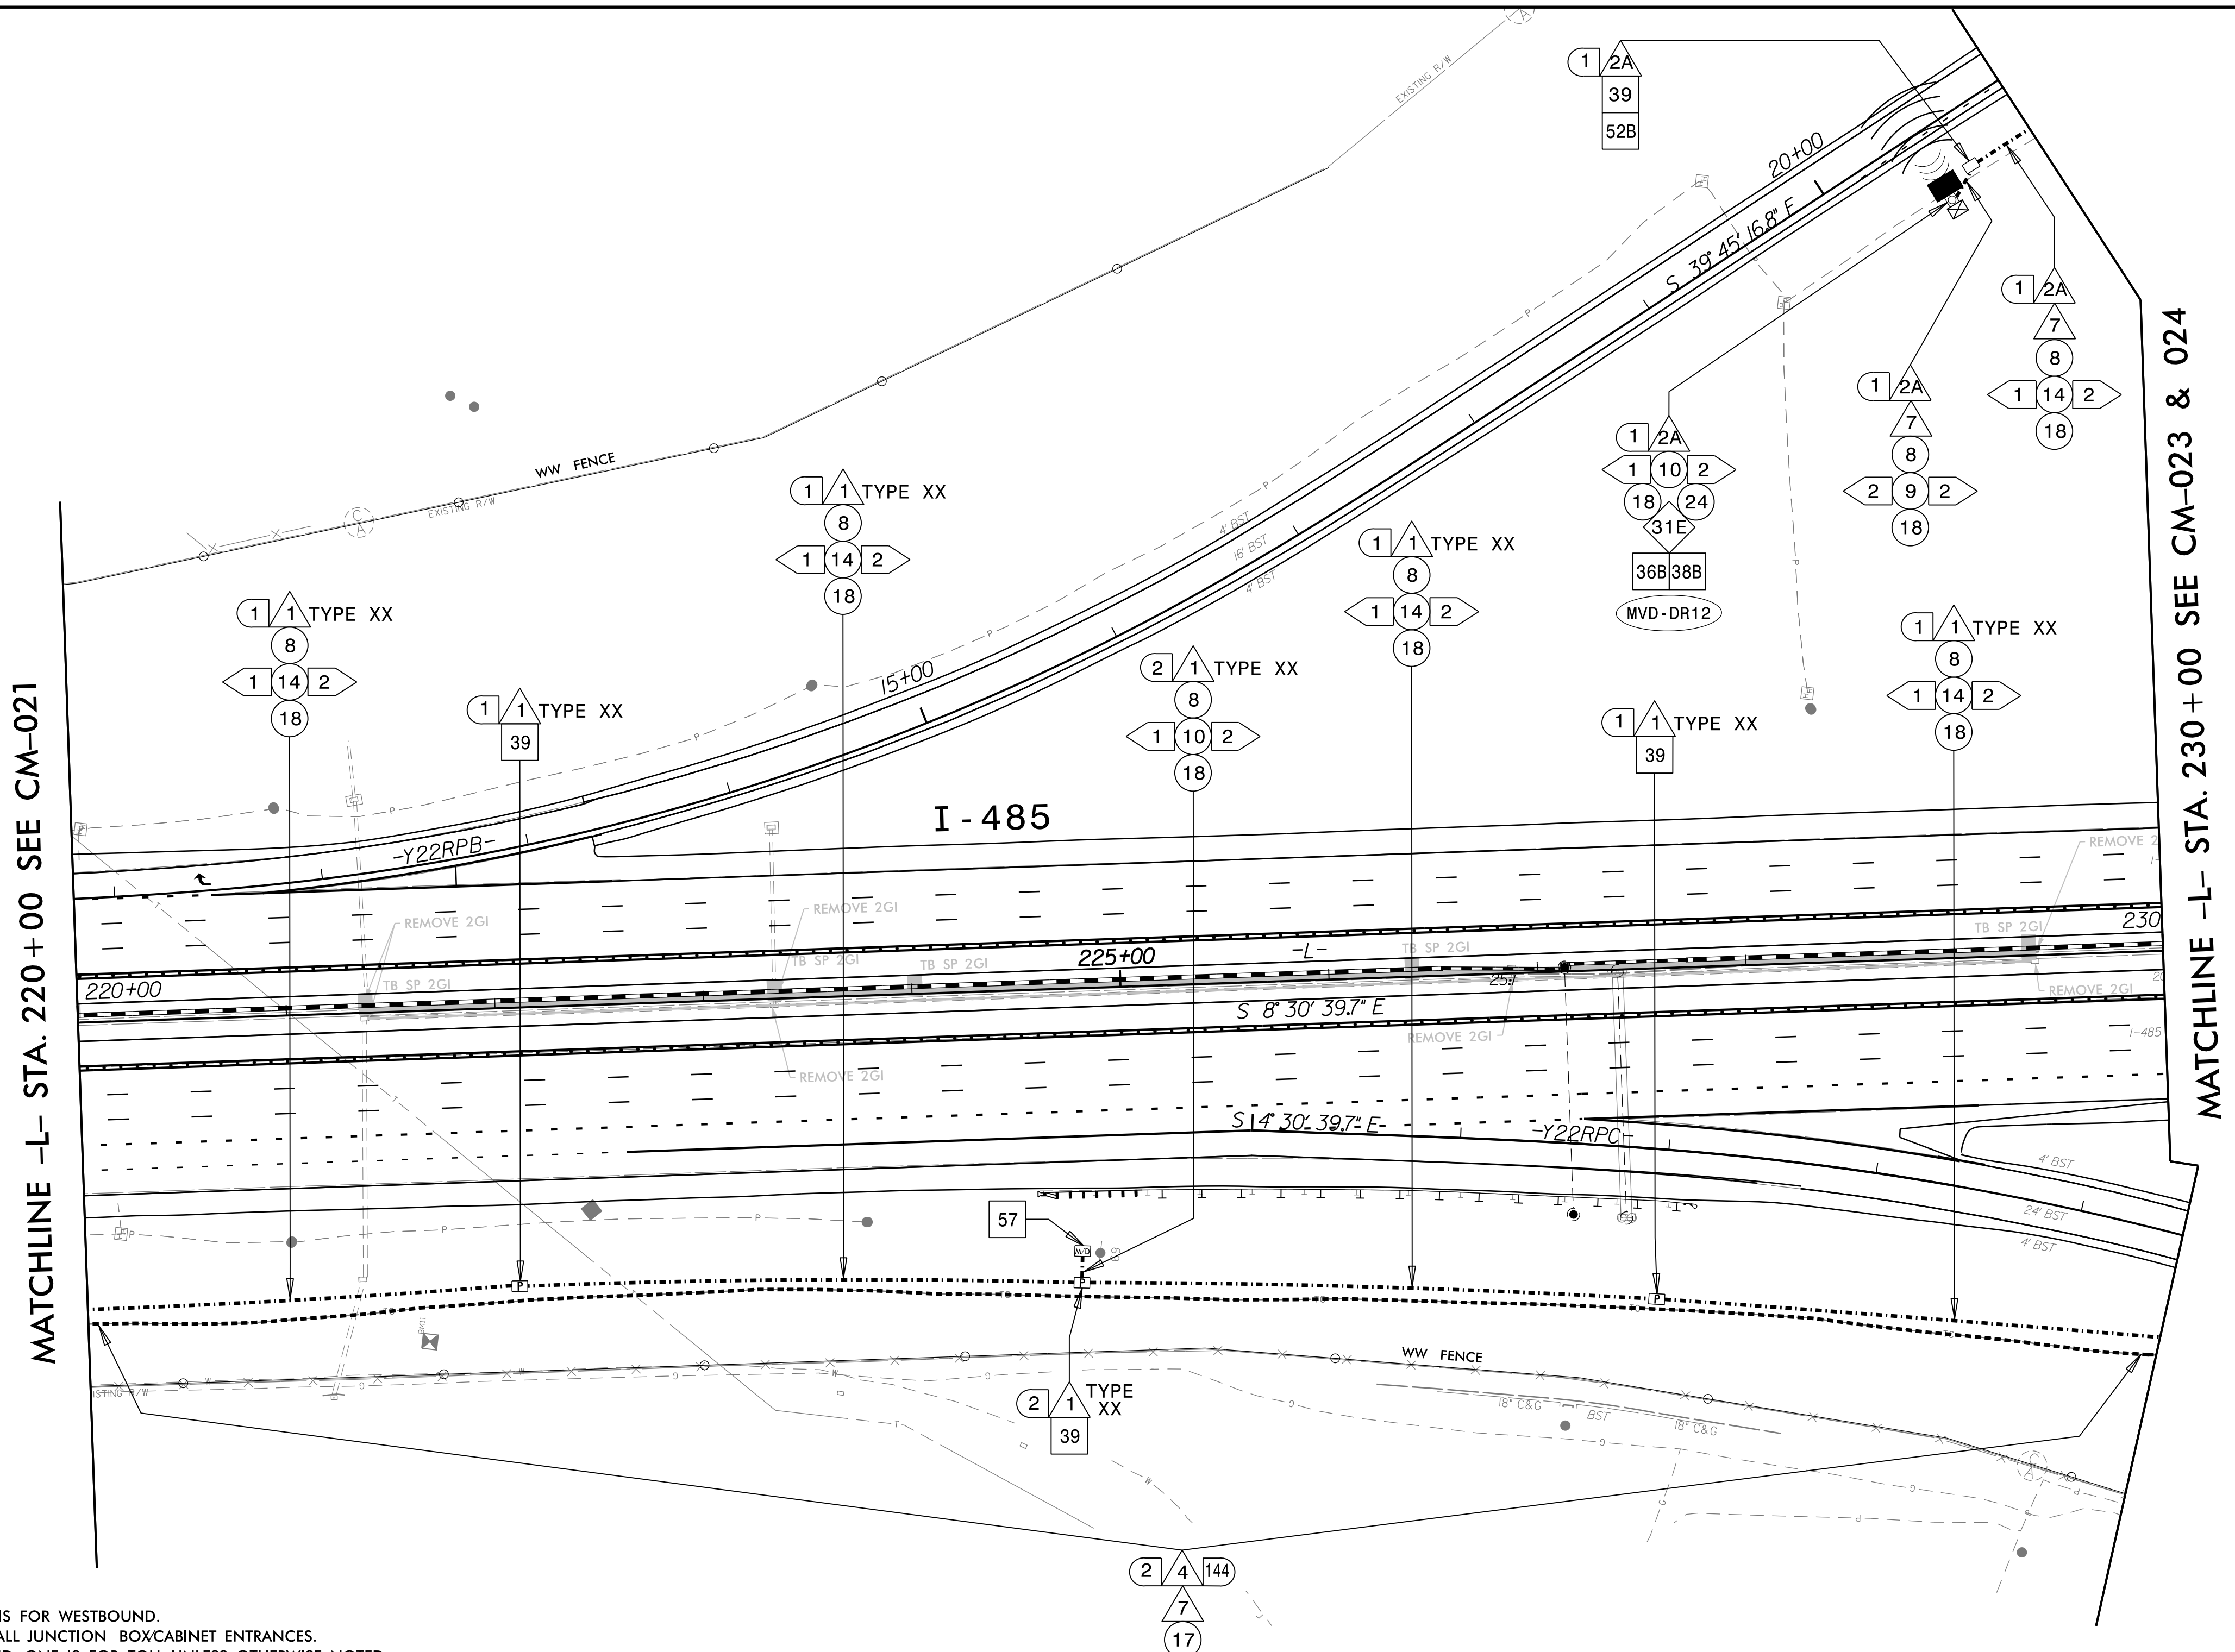 EXISTING R/W
1 2A
39
52B
20+00
S 39° 45' 16.8" E
1 2A
7
8
1 14 2
18
1 2A
7
8
2 9 2
18
1 2A
1 10 2
18 24
31E
36B 38B
MVD-DR12
WW FENCE
EXISTING R/W
C
A
1 1 TYPE XX
8
1 14 2
18
1 1 TYPE XX
8
1 14 2
18
1 1 TYPE XX
39
4' BST
16' BST
4' BST
1 1 TYPE XX
8
1 14 2
18
2 1 TYPE XX
8
1 10 2
18
1 1 TYPE XX
8
1 14 2
18
1 1 TYPE XX
39
15+00
-Y22RPB-
I-485
MATCHLINE -L- STA. 220+00 SEE CM-021
MATCHLINE -L- STA. 230+00 SEE CM-023 & 024
REMOVE 2GI
REMOVE 2GI
REMOVE 2
TB SP 2GI
TB SP 2GI
TB SP 2GI
TB SP 2GI
TB SP 2GI
220+00
225+00
-L-
230
S 8° 30' 39.7" E
REMOVE 2GI
REMOVE 2GI
REMOVE 2GI
I-485
S 14° 30' 39.7" E
-Y22RPC-
4' BST
24' BST
4' BST
57
M/D
P
P
P
BM11
WW FENCE
ISTING R/W
2 1 TYPE
XX
39
18" C&G
BST
18" C&G
C
A
2 4 144
7
17
IS FOR WESTBOUND.
ALL JUNCTION BOX/CABINET ENTRANCES.